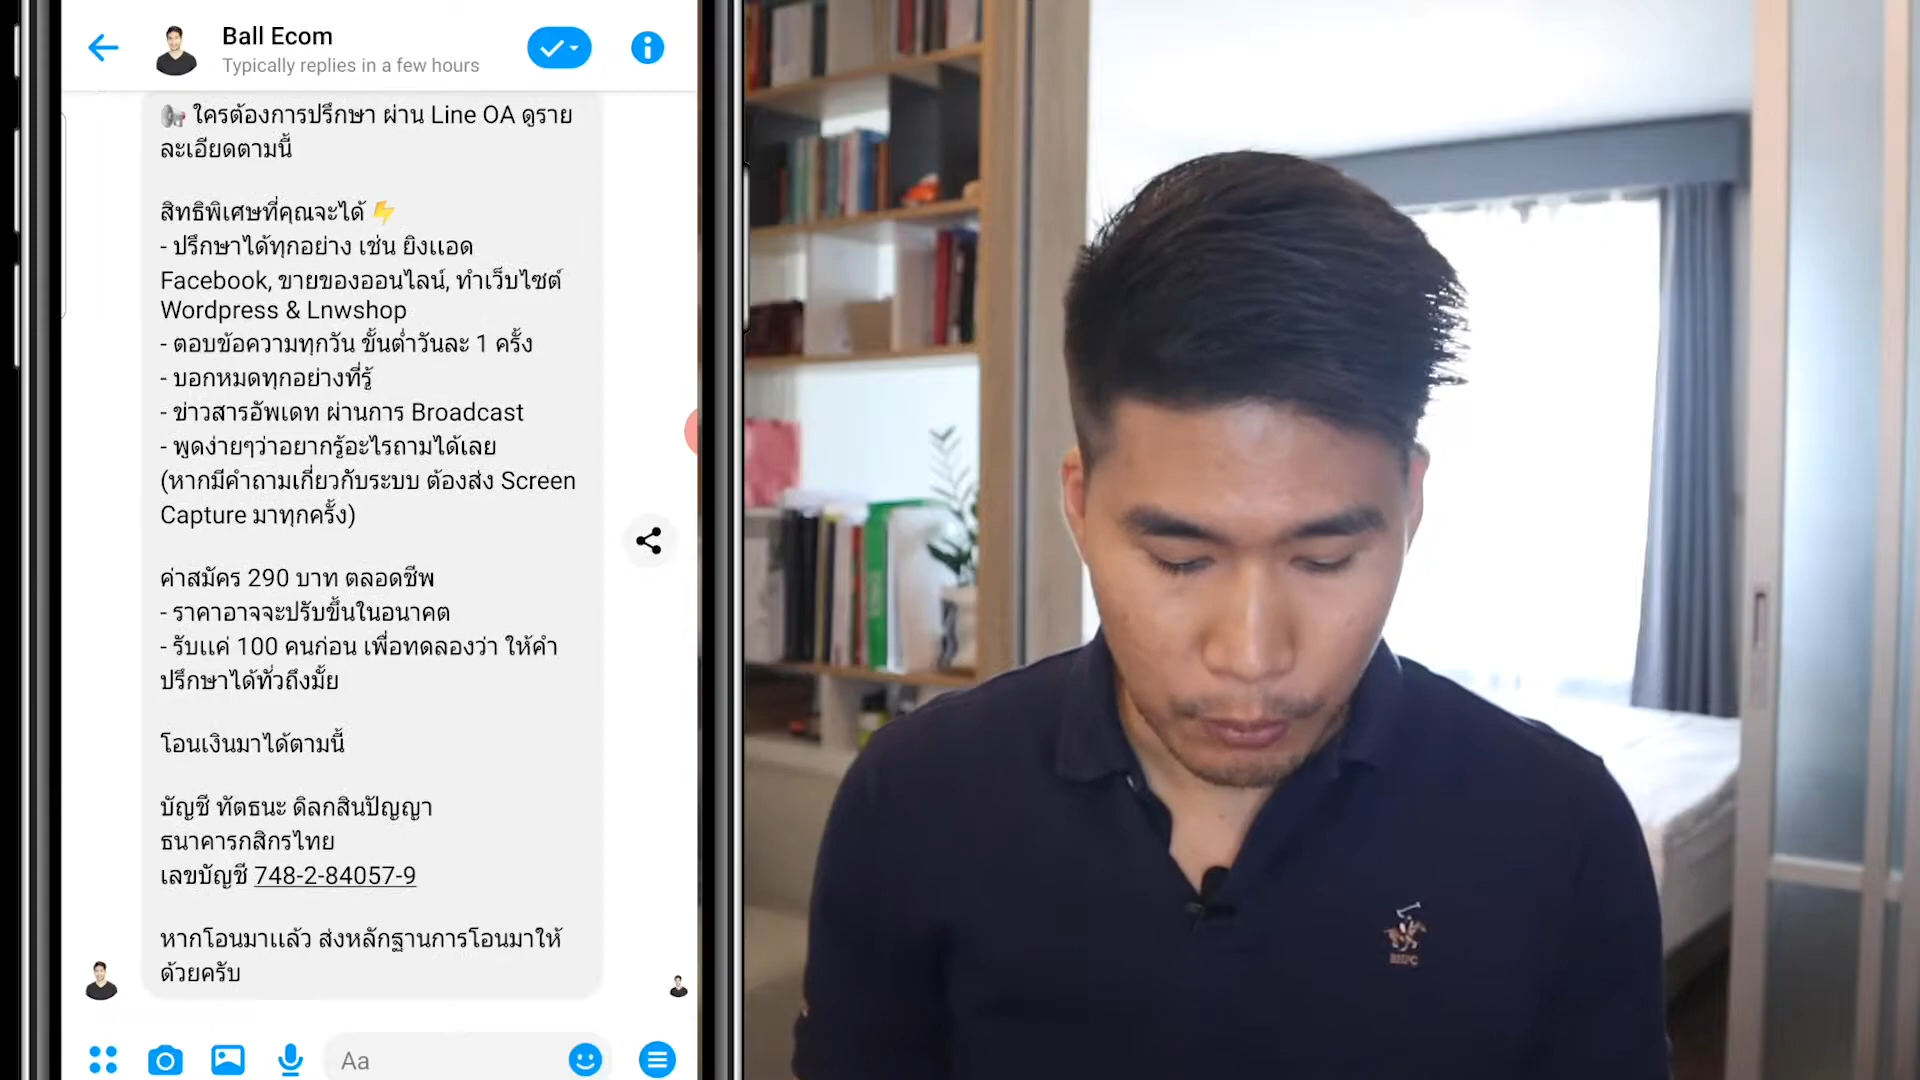 Ball Ecom
Typically replies in a few hours
ใครต้องการปรึกษา ผ่าน Line OA ดูราย
ละเอียดตามนี้
สิทธิพิเศษที่คุณจะได้⚡
- ปรึกษาได้ทุกอย่าง เช่น ยิงแอด
Facebook, ขายของออนไลน์, ทำเว็บไซต์
Wordpress & Lnwshop
- ตอบข้อความทุกวัน ขั้นต่ำวันละ 1 ครั้ง
- บอกหมดทุกอย่างที่รู้
- ข่าวสารอัพเดท ผ่านการ Broadcast
- พูดง่ายๆว่าอยากรู้อะไรถามได้เลย
(หากมีคำถามเกี่ยวกับระบบ ต้องส่ง Screen
Capture มาทุกครั้ง)
ค่าสมัคร 290 บาท ตลอดชีพ
- ราคาอาจจะปรับขึ้นในอนาคต
- รับแค่ 100 คนก่อน เพื่อทดลองว่า ให้คำ
ปรึกษาได้ทั่วถึงมั้ย
โอนเงินมาได้ตามนี้
บัญชี ทัตธนะ ดิลกสินปัญญา
ธนาคารกสิกรไทย
เลขบัญชี 748-2-84057-9
หากโอนมาแล้ว ส่งหลักฐานการโอนมาให้
ด้วยครับ
Aa